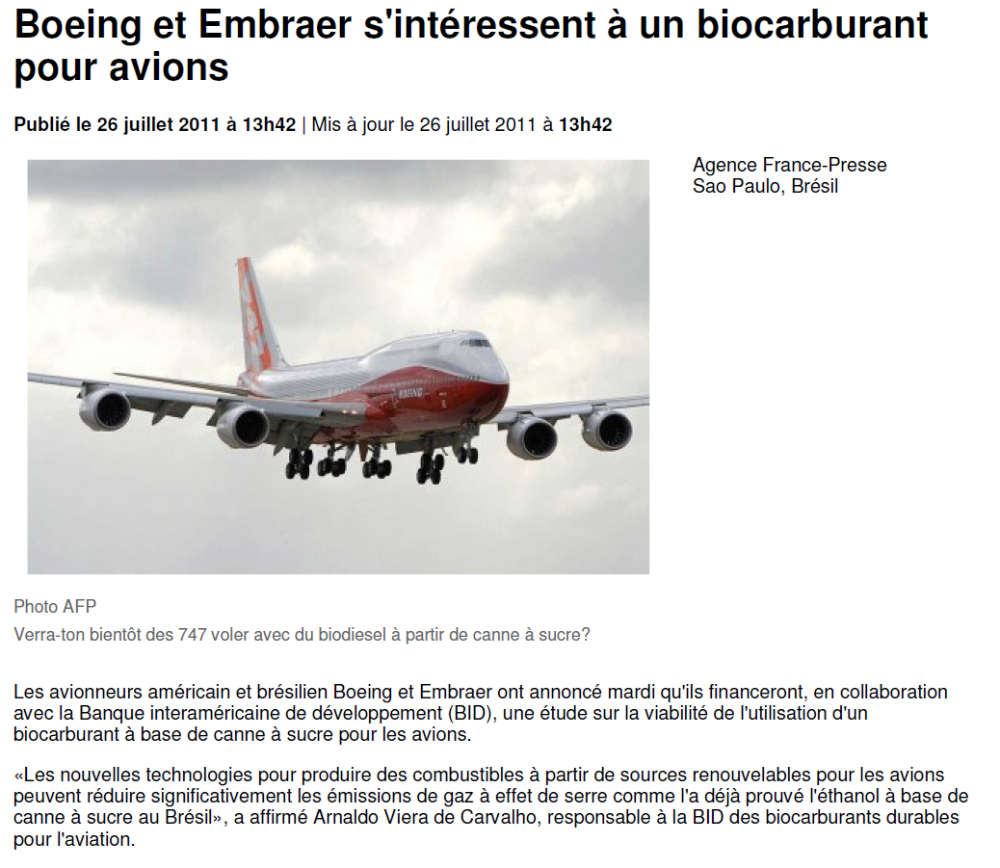 Boeing et Embraer s'intéressent à un biocarburant
pour avions
Publié le 26 juillet 2011 à 13h42 | Mis à jour le 26 juillet 2011 à 13h42
Agence France-Presse
Sao Paulo, Brésil
BOEING
Photo AFP
Verra-ton bientôt des 747 voler avec du biodiesel à partir de canne à sucre?
Les avionneurs américain et brésilien Boeing et Embraer ont annoncé mardi qu'ils financeront, en collaboration
avec la Banque interaméricaine de développement (BID), une étude sur la viabilité de l'utilisation d'un
biocarburant à base de canne à sucre pour les avions.
«Les nouvelles technologies pour produire des combustibles à partir de sources renouvelables pour les avions
peuvent réduire significativement les émissions de gaz à effet de serre comme l'a déjà prouvé l'éthanol à base de
canne à sucre au Brésil», a affirmé Arnaldo Viera de Carvalho, responsable à la BID des biocarburants durables
pour l'aviation.